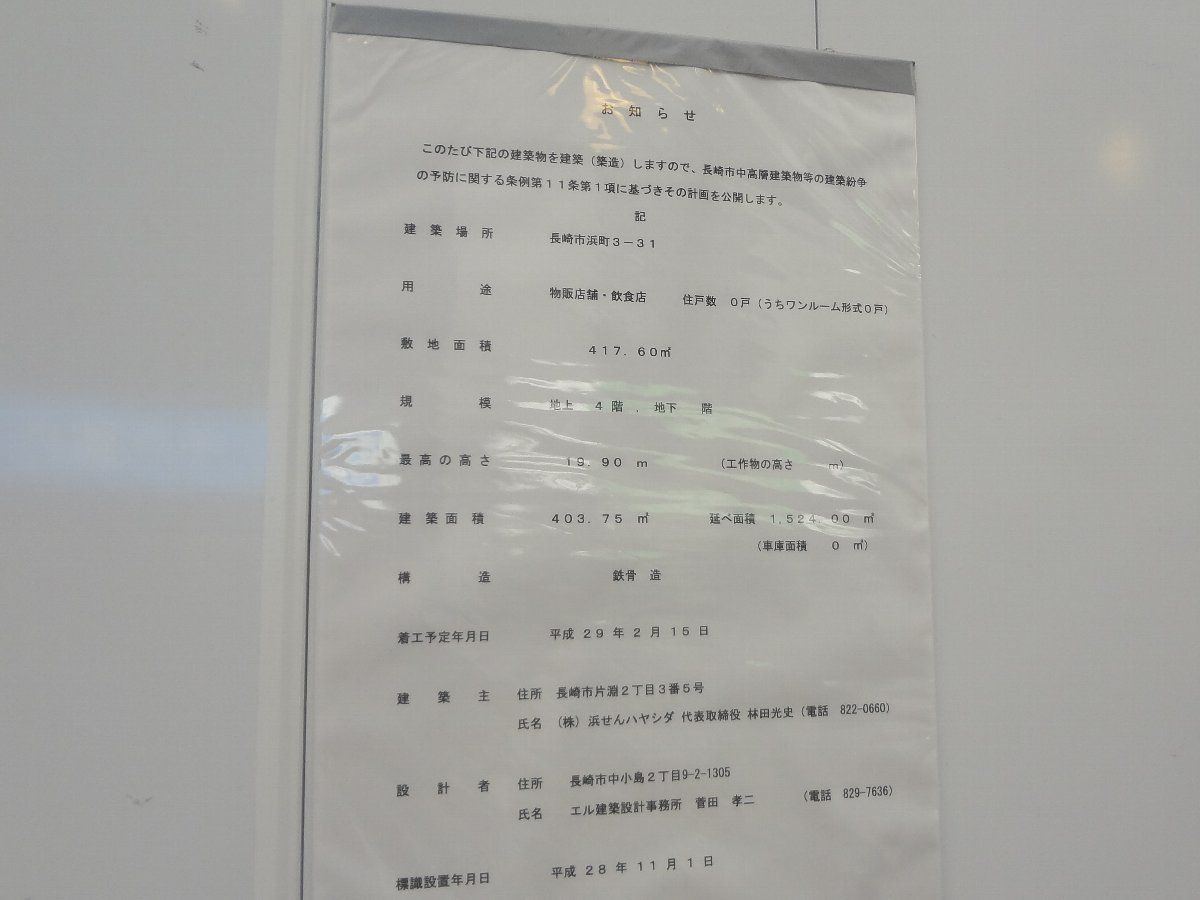 お知らせ
このたび下記の建築物を建築（築造）しますので、長崎市中高層建築物等の建築紛争
の予防に関する条例第１１条第１項に基づきその計画を公開します。
記
建築場所 長崎市浜町３－３１
用途 物販店舗・飲食店 住戸数 ０戸（うちワンルーム形式０戸）
敷地面積 ４１７．６０㎡
規模 地上 ４ 階 ． 地下 階
最高の高さ １９．９０ ｍ （工作物の高さ ｍ）
建築面積 ４０３．７５ ㎡ 延べ面積 １,５２４.００ ㎡
（車庫面積 ０ ㎡）
構造 鉄骨 造
着工予定年月日 平成 ２９ 年 ２ 月 １５ 日
建築主 住所 長崎市片淵２丁目３番５号
氏名 （株）浜せんハヤシダ 代表取締役 林田光史（電話 822-0660）
設計者 住所 長崎市中小島２丁目9-2-1305
氏名 エル建築設計事務所 菅田 孝二 （電話 829-7636）
標識設置年月日 平成 ２８ 年 １１ 月 １ 日